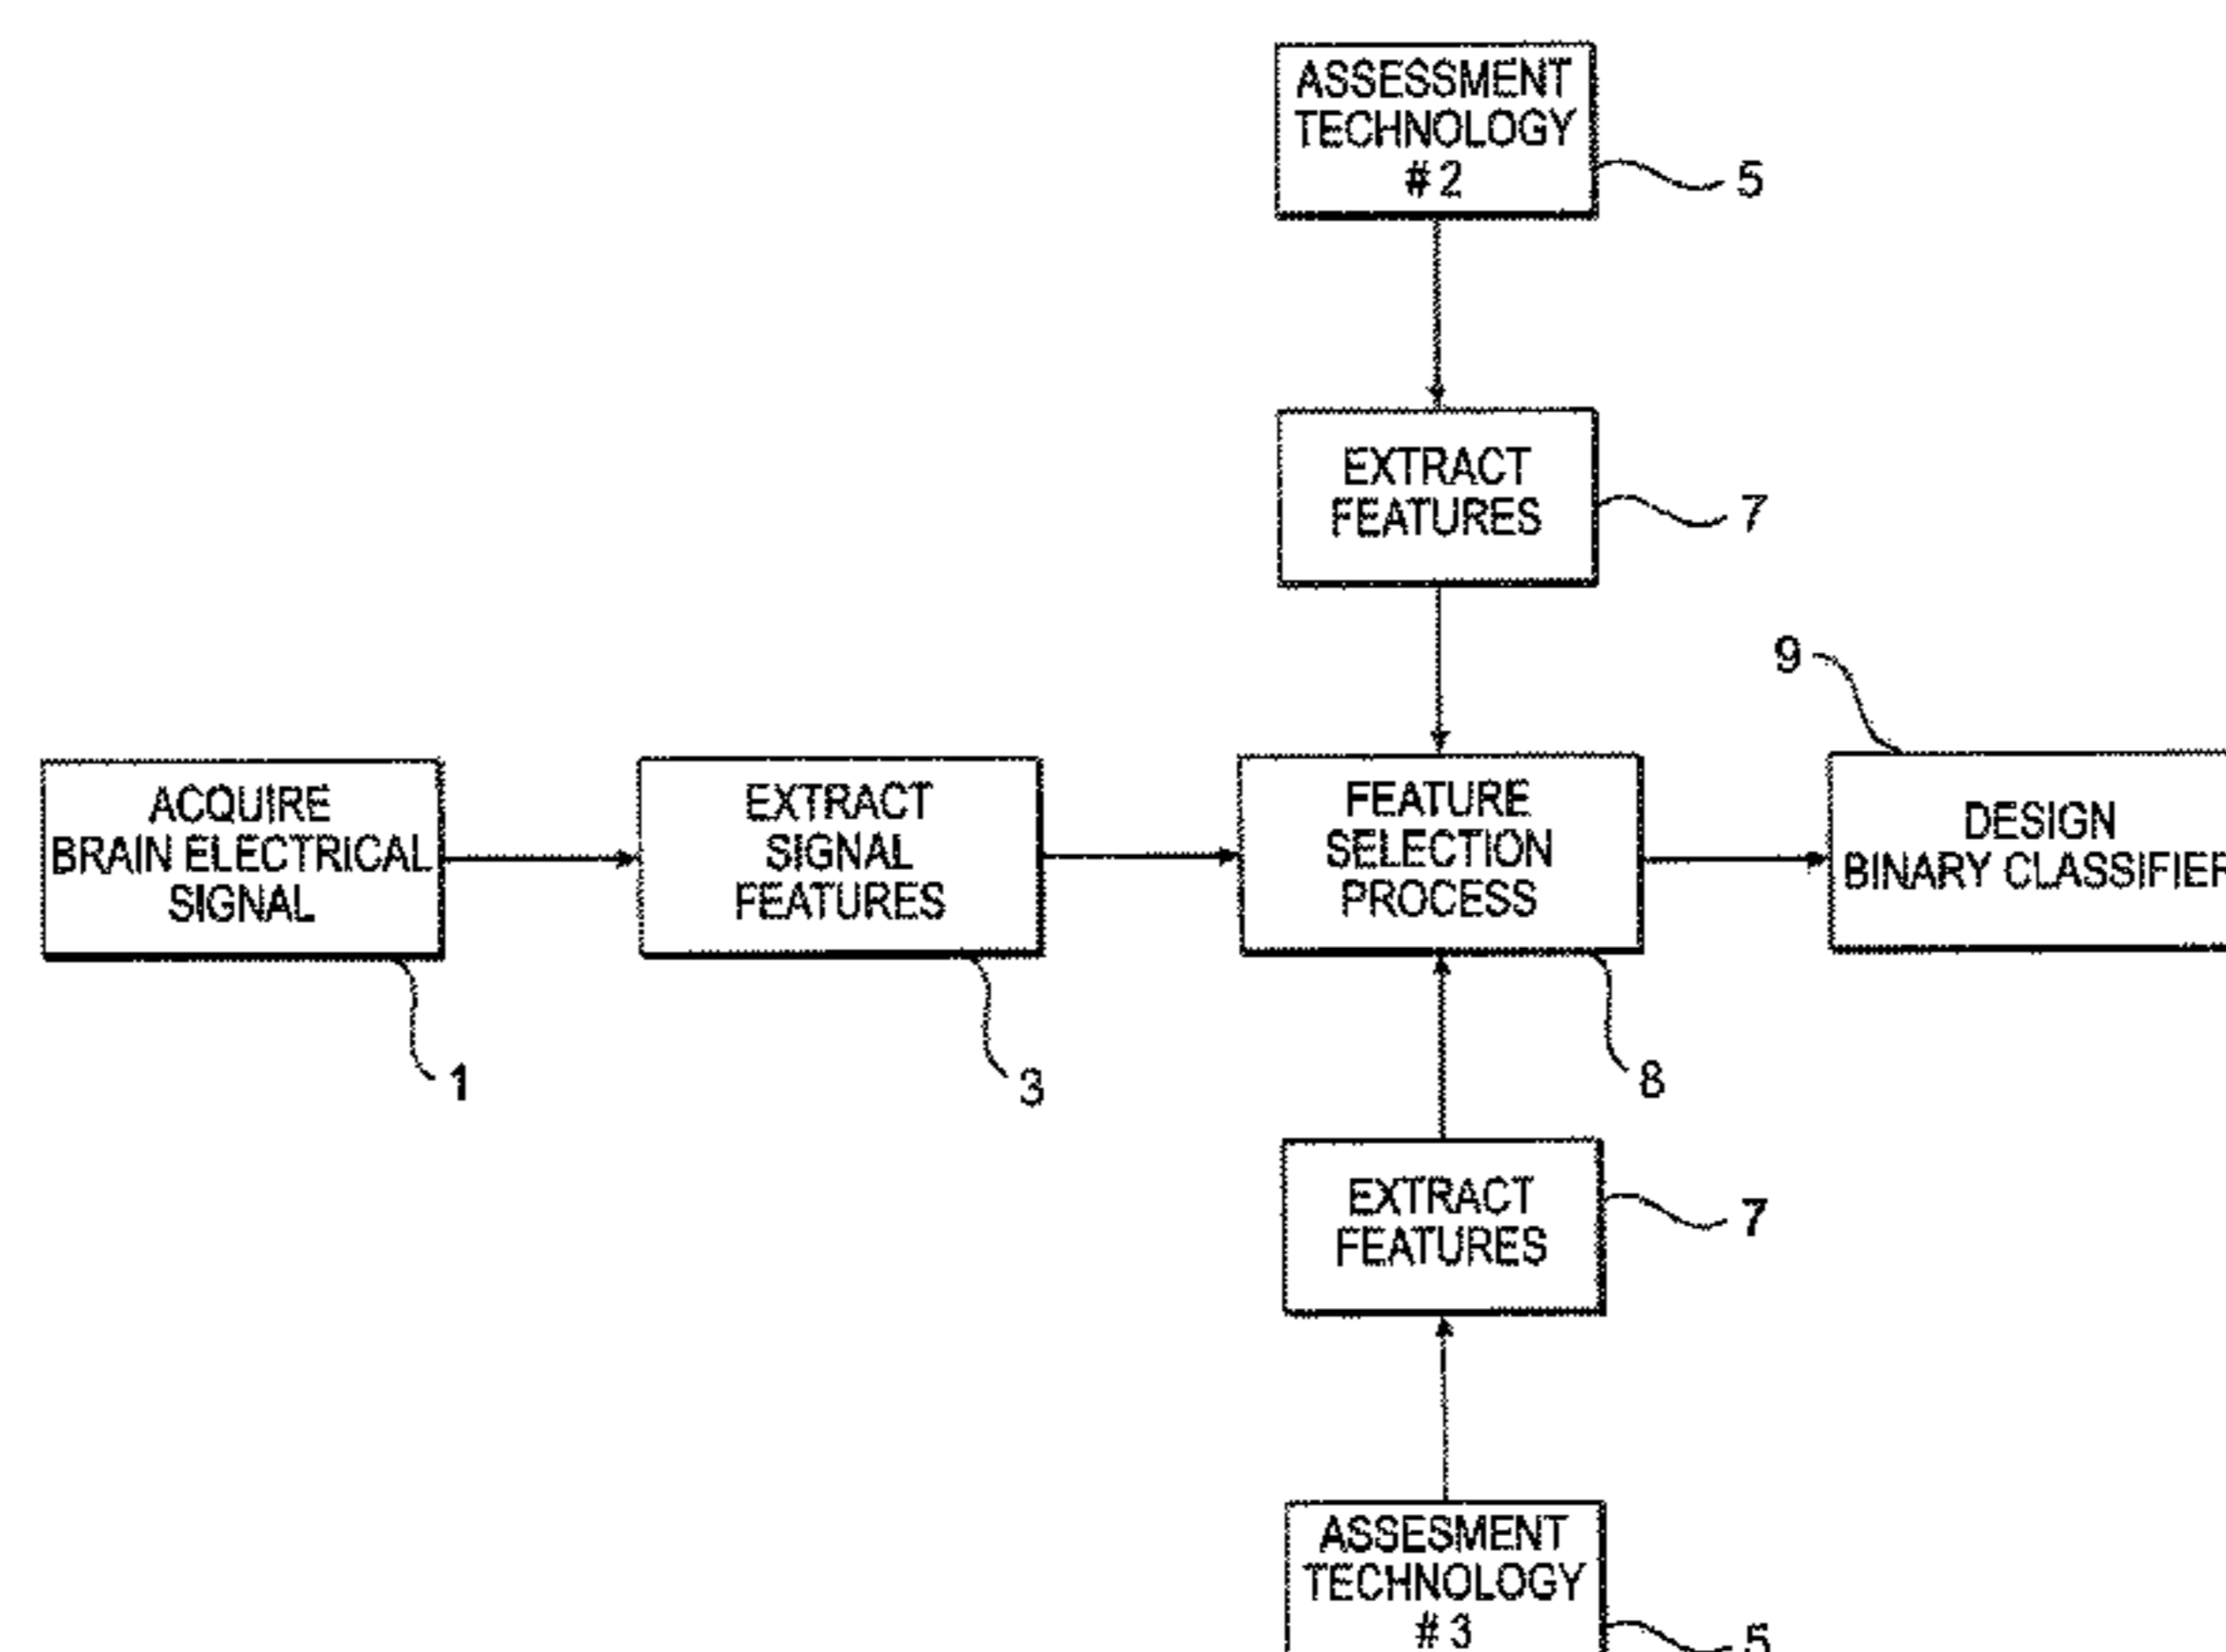 ASSESSMENT
TECHNOLOGY
#2
5
EXTRACT
FEATURES
7
9
ACQUIRE
BRAIN ELECTRICAL
SIGNAL
1
EXTRACT
SIGNAL
FEATURES
3
FEATURE
SELECTION
PROCESS
8
DESIGN
BINARY CLASSIFIER
EXTRACT
FEATURES
7
ASSESMENT
TECHNOLOGY
#3
5